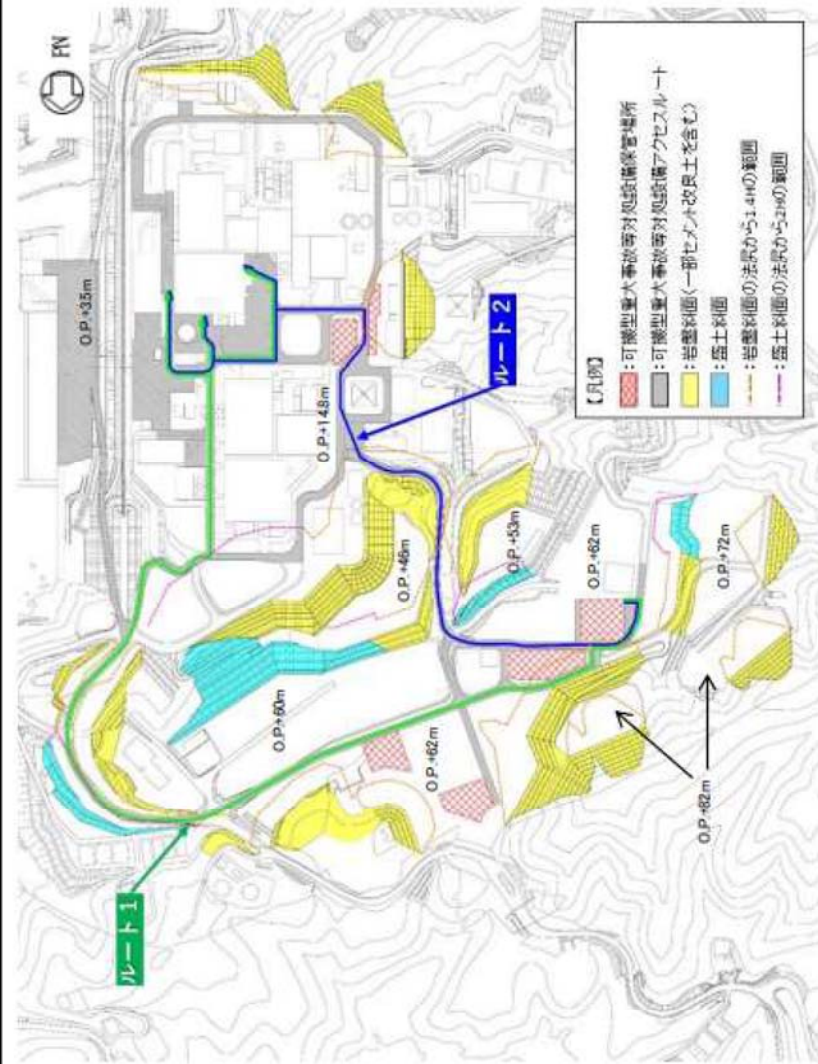 PN
O.P.+35m
O.P.+14.8m
ルート2
O.P.+46m
O.P.+53m
O.P.+62m
O.P.+72m
O.P.+60m
O.P.+62m
O.P.+82m
ルート1
【凡例】
:可搬型重大事故等対処設備保管場所
:可搬型重大事故等対処設備アクセスルート
:岩盤斜面(一部セメント改良土を含む)
:盛土斜面
:岩盤斜面の法尻から1.4Hの範囲
:盛土斜面の法尻から2Hの範囲